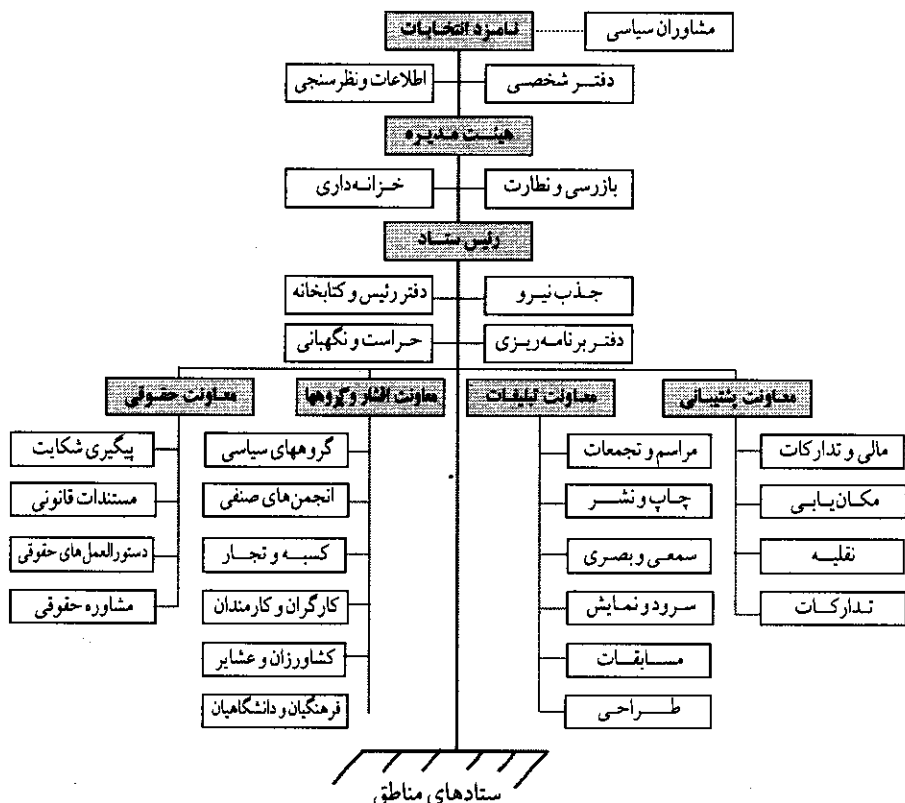 نامزد انتخابات
مشاوران سیاسی
دفتر شخصی
اطلاعات و نظرسنجی
هیئت مدیره
بازرسی و نظارت
خزانه‌داری
رئیس ستاد
جذب نیرو
دفتر رئیس و کتابخانه
دفتر برنامه‌ریزی
حراست و نگهبانی
معاونت پشتیبانی
معاونت تبلیغات
معاونت اقشار و گروهها
معاونت حقوقی
مالی و تدارکات
مکان‌یابی
نقلیه
تدارکات
مراسم و تجمعات
چاپ و نشر
سمعی و بصری
سرود و نمایش
مسابقات
طراحی
گروههای سیاسی
انجمن‌های صنفی
کسبه و تجار
کارگران و کارمندان
کشاورزان و عشایر
فرهنگیان و دانشگاهیان
پیگیری شکایت
مستندات قانونی
دستورالعمل‌های حقوقی
مشاوره حقوقی
ستادهای مناطق